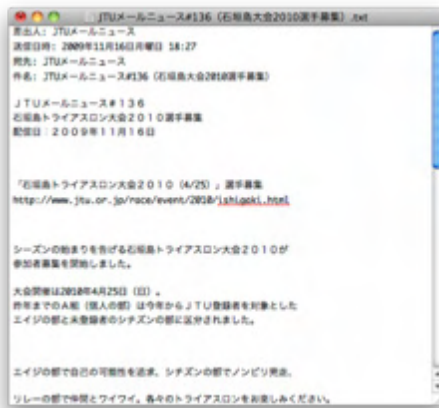 JTUメールニュース#136（石垣島大会2010選手募集）.txt
差出人: JTUメールニュース
送信日時: 2009年11月16日月曜日 18:27
宛先: JTUメールニュース
件名: JTUメールニュース#136（石垣島大会2010選手募集）
ＪＴＵメールニュース＃１３６
石垣島トライアスロン大会２０１０選手募集
配信日：２００９年１１月１６日
「石垣島トライアスロン大会２０１０（4/25）」選手募集
http://www.jtu.or.jp/race/event/2010/ishigaki.html
シーズンの始まりを告げる石垣島トライアスロン大会２０１０が
参加者募集を開始しました。
大会開催は2010年4月25日（日）。
昨年までのＡ組（個人の部）は今年からＪＴＵ登録者を対象とした
エイジの部と未登録者のシチズンの部に区分されました。
エイジの部で自己の可能性を追求、シチズンの部でノンビリ完走、
リレーの部で仲間とワイワイ。各々のトライアスロンをお楽しみください。